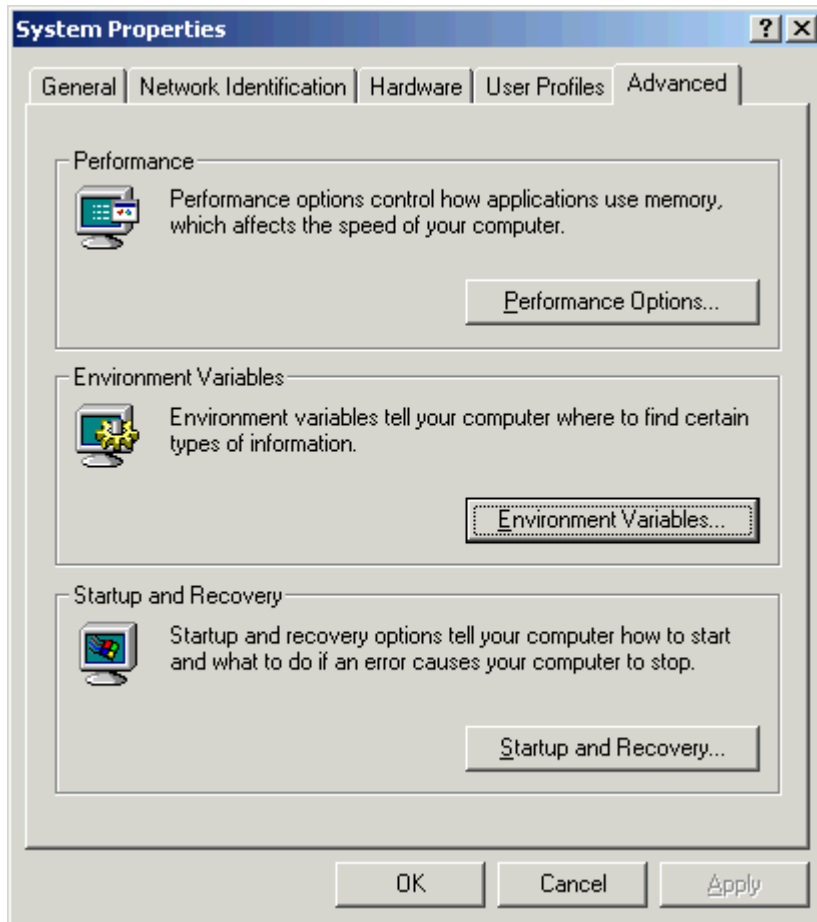 System Properties
General
Network Identification
Hardware
User Profiles
Advanced
Performance
Performance options control how applications use memory,
which affects the speed of your computer.
Performance Options...
Environment Variables
Environment variables tell your computer where to find certain
types of information.
Environment Variables...
Startup and Recovery
Startup and recovery options tell your computer how to start
and what to do if an error causes your computer to stop.
Startup and Recovery...
OK
Cancel
Apply